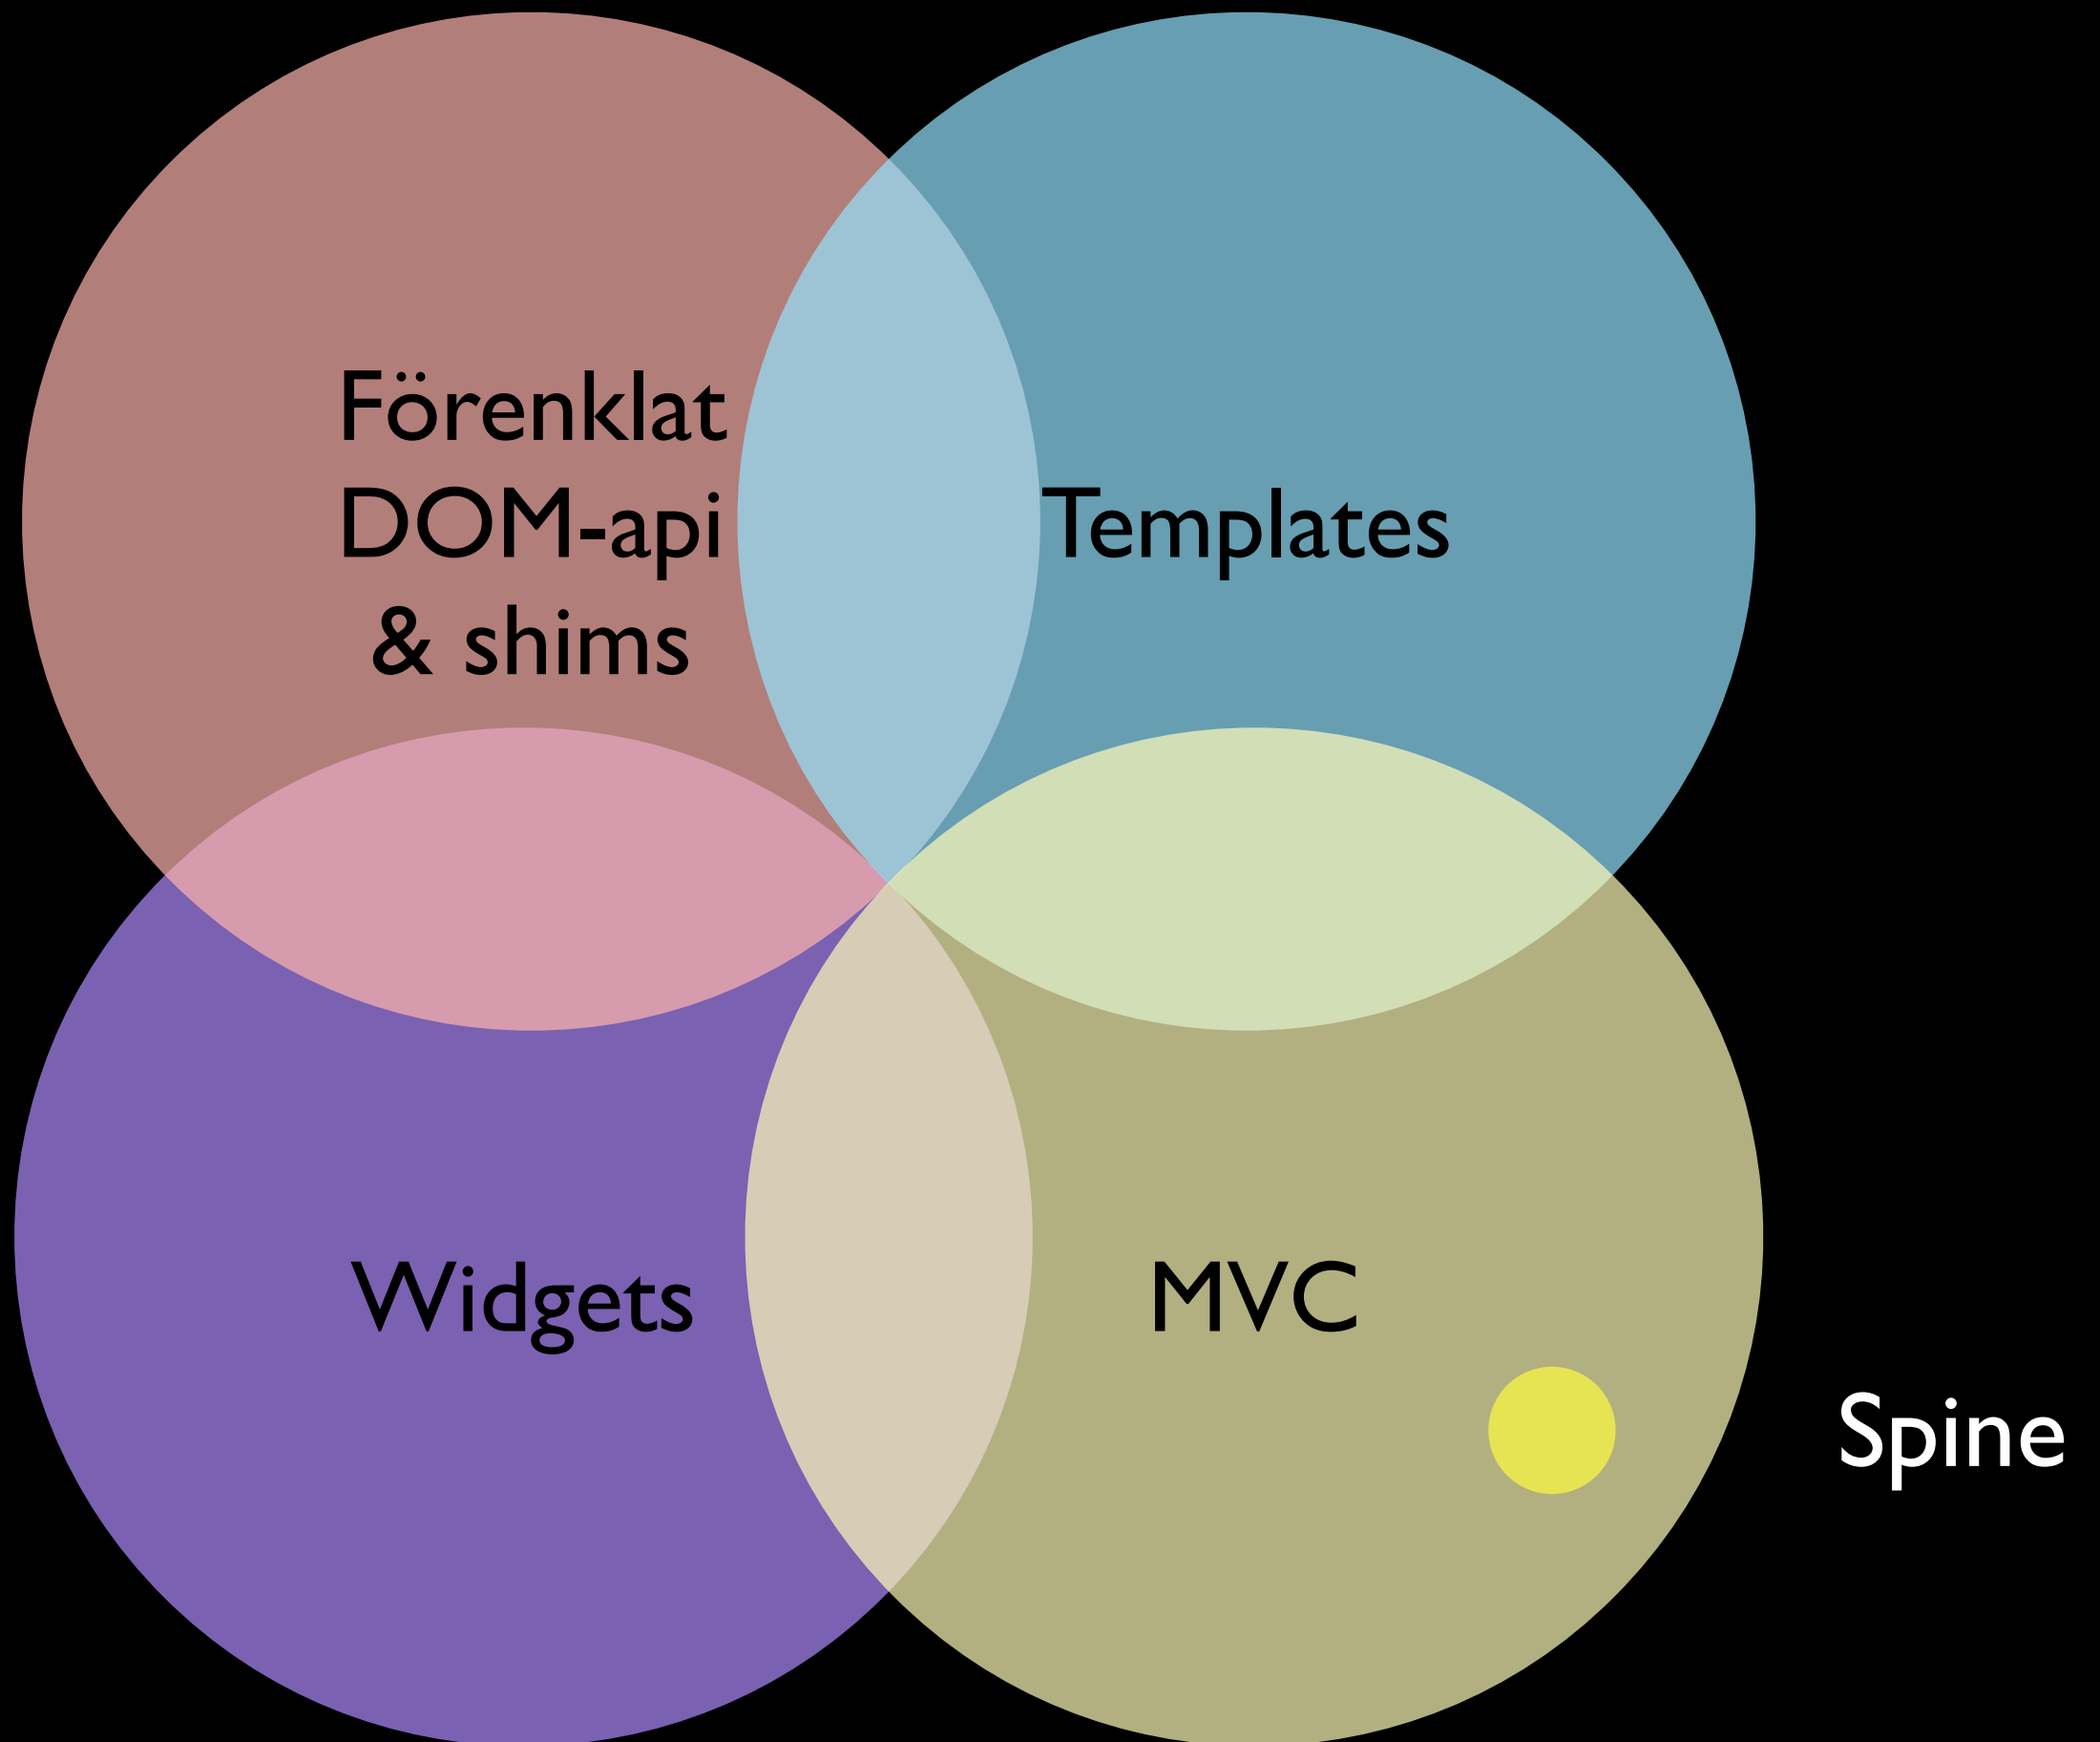 Förenklat
DOM-api
& shims
Templates
Widgets
MVC
Spine